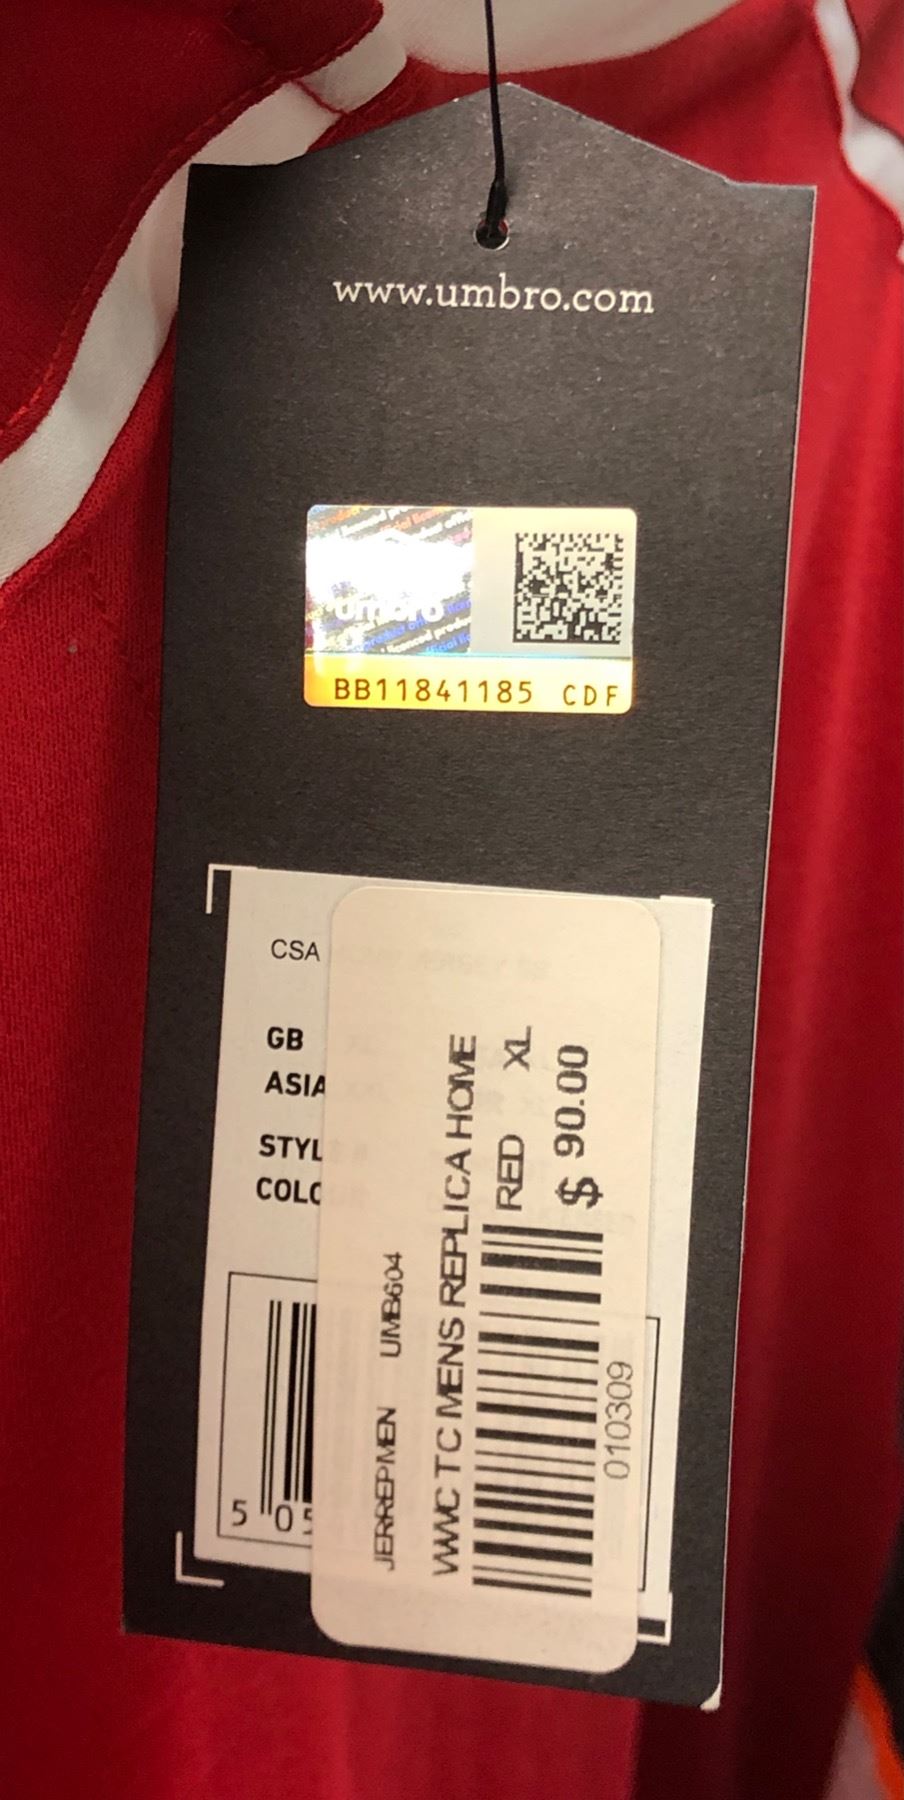 www.umbro.com
umbro
BB11841185 CDF
CSA
GB
ASIA
STYL
COLO
5 05
JERREPMEN UMB604
WWC TC MENS REPLICA HOME
RED XL
$ 90.00
010309